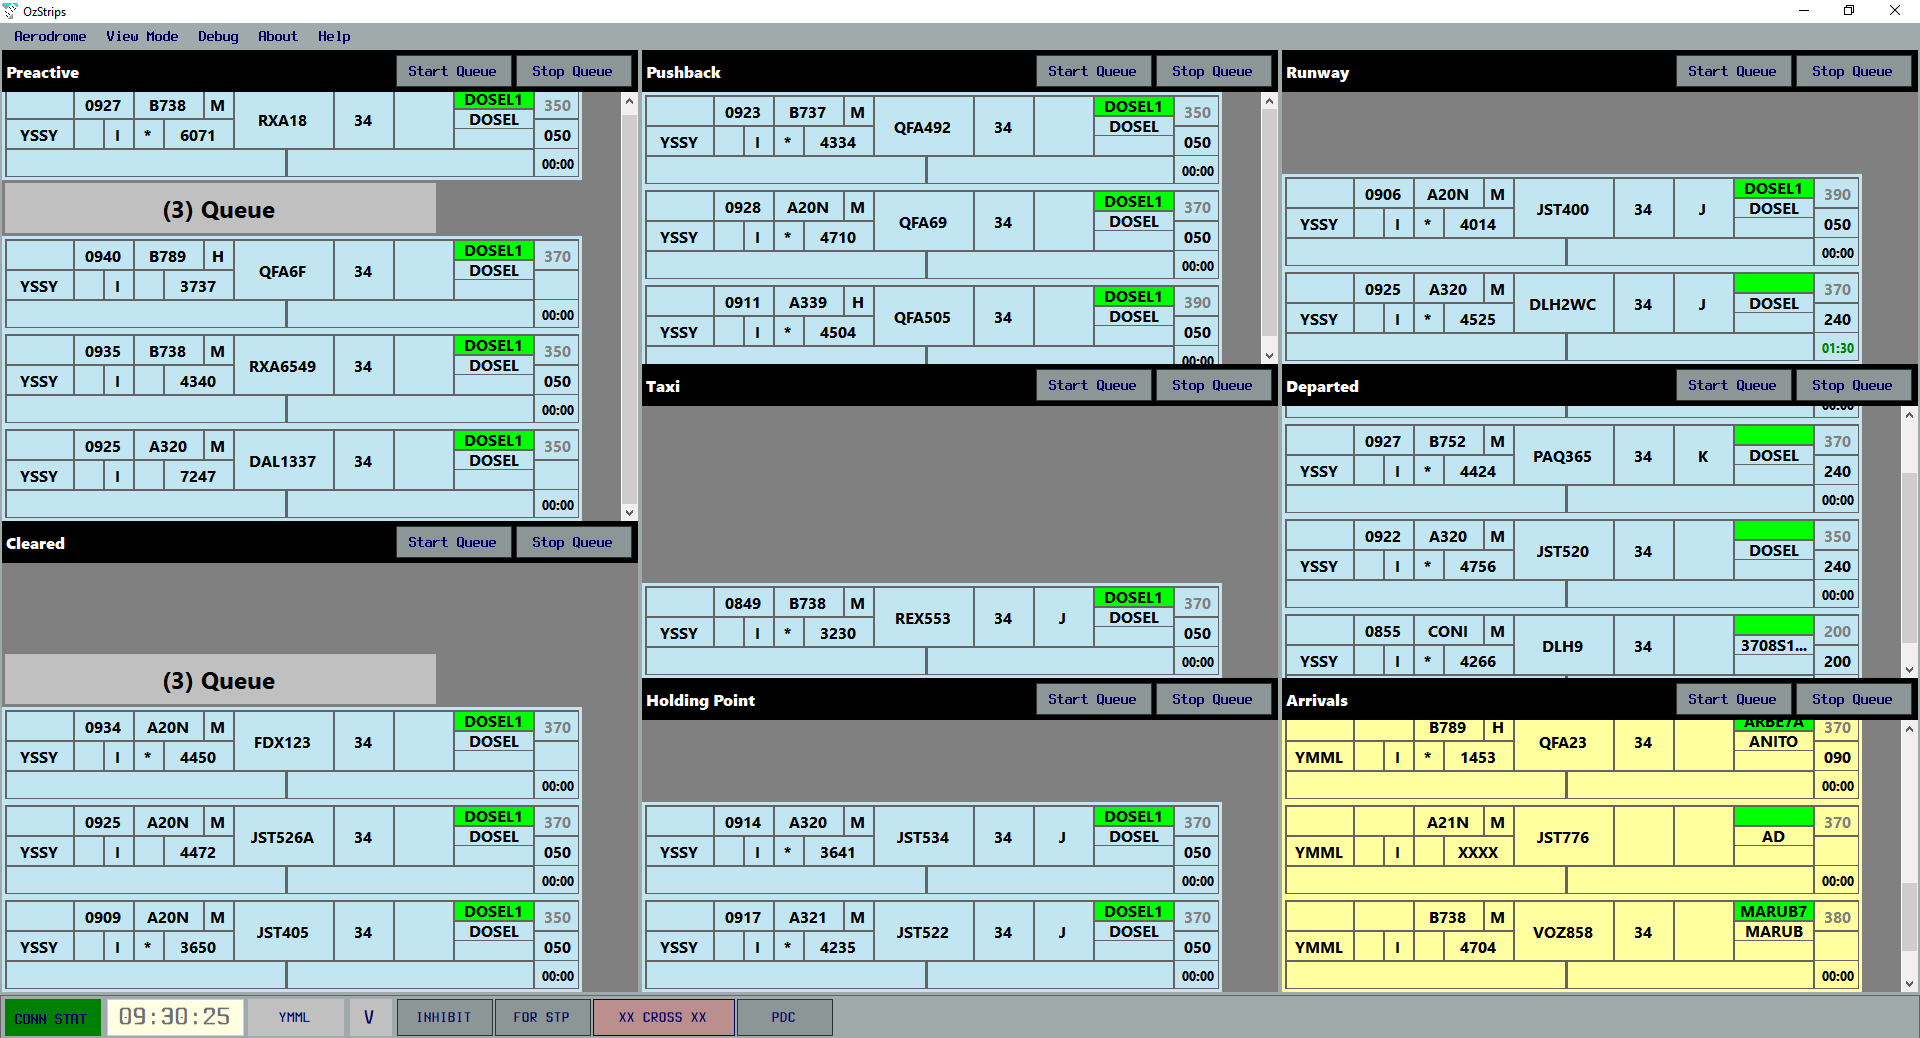 OzStrips
Aerodrome View Mode Debug About Help
Preactive Start Queue Stop Queue
0927 B738 M RXA18 34 DOSEL1 350
YSSY I * 6071 DOSEL 050
00:00
(3) Queue
0940 B789 H QFA6F 34 DOSEL1 370
YSSY I 3737 DOSEL
00:00
0935 B738 M RXA6549 34 DOSEL1 350
YSSY I 4340 DOSEL 050
00:00
0925 A320 M DAL1337 34 DOSEL1 350
YSSY I 7247 DOSEL
00:00
Cleared Start Queue Stop Queue
(3) Queue
0934 A20N M FDX123 34 DOSEL1 370
YSSY I * 4450 DOSEL
00:00
0925 A20N M JST526A 34 DOSEL1 370
YSSY I 4472 DOSEL 050
00:00
0909 A20N M JST405 34 DOSEL1 350
YSSY I * 3650 DOSEL 050
00:00
Pushback Start Queue Stop Queue
0923 B737 M QFA492 34 DOSEL1 350
YSSY I * 4334 DOSEL 050
00:00
0928 A20N M QFA69 34 DOSEL1 370
YSSY I * 4710 DOSEL 050
00:00
0911 A339 H QFA505 34 DOSEL1 390
YSSY I * 4504 DOSEL 050
00:00
Taxi Start Queue Stop Queue
0849 B738 M REX553 34 J DOSEL1 370
YSSY I * 3230 DOSEL 050
00:00
Holding Point Start Queue Stop Queue
0914 A320 M JST534 34 J DOSEL1 370
YSSY I * 3641 DOSEL 050
00:00
0917 A321 M JST522 34 J DOSEL1 370
YSSY I * 4235 DOSEL 050
00:00
Runway Start Queue Stop Queue
0906 A20N M JST400 34 J DOSEL1 390
YSSY I * 4014 DOSEL 050
00:00
0925 A320 M DLH2WC 34 J 370
YSSY I * 4525 DOSEL 240
01:30
Departed Start Queue Stop Queue
00:00
0927 B752 M PAQ365 34 K 370
YSSY I * 4424 DOSEL 240
00:00
0922 A320 M JST520 34 350
YSSY I * 4756 DOSEL 240
00:00
0855 CONI M DLH9 34 200
YSSY I * 4266 3708S1... 200
Arrivals Start Queue Stop Queue
B789 H QFA23 34 ARBE7A 370
YMML I * 1453 ANITO 090
00:00
A21N M JST776 370
YMML I XXXX AD
00:00
B738 M VOZ858 34 MARUB7 380
YMML I 4704 MARUB
00:00
CONN STAT 09:30:25 YMML V INHIBIT FOR STP XX CROSS XX PDC